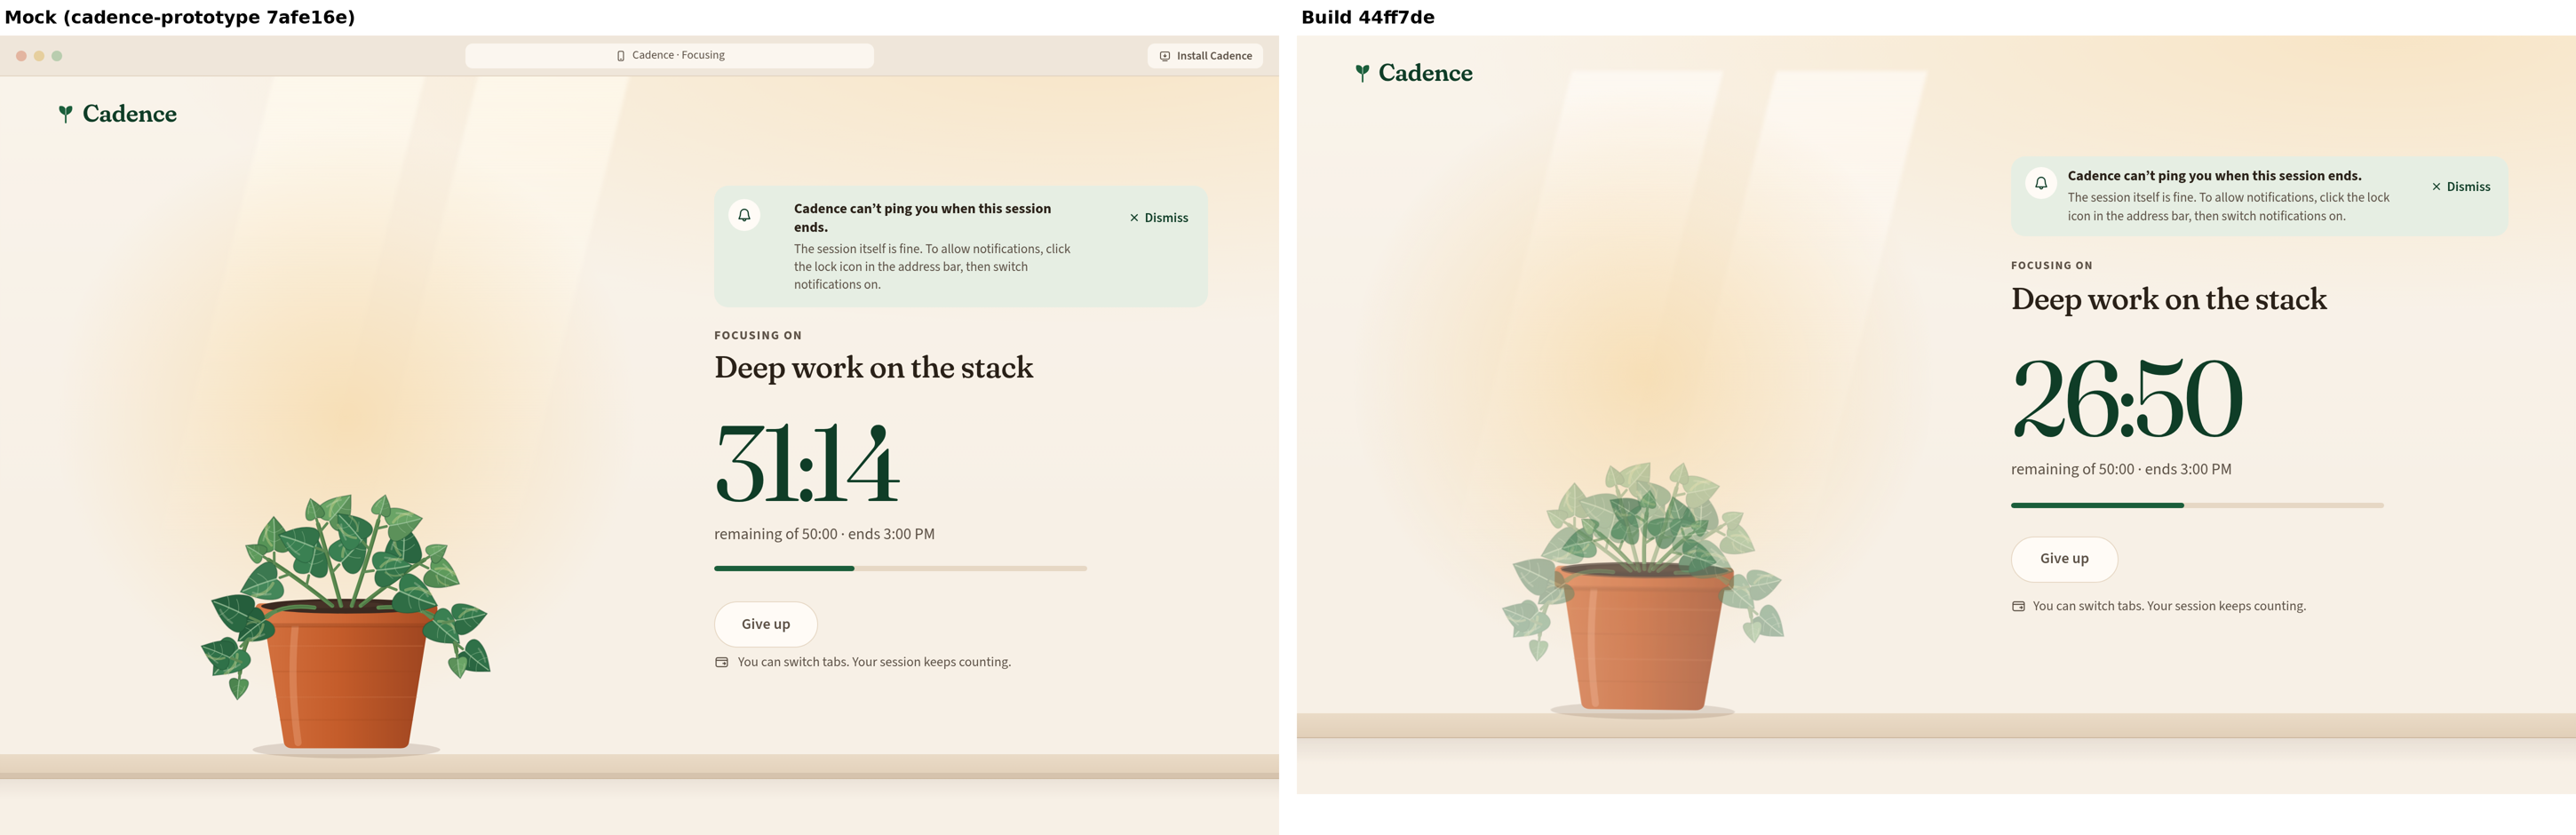 Mock (cadence-prototype 7afe16e)
Cadence · Focusing
Install Cadence
Cadence
Cadence can’t ping you when this session
ends.
The session itself is fine. To allow notifications, click
the lock icon in the address bar, then switch
notifications on.
Dismiss
FOCUSING ON
Deep work on the stack
31:14
remaining of 50:00 · ends 3:00 PM
Give up
You can switch tabs. Your session keeps counting.
Build 44ff7de
Cadence
Cadence can’t ping you when this session ends.
The session itself is fine. To allow notifications, click the lock
icon in the address bar, then switch notifications on.
Dismiss
FOCUSING ON
Deep work on the stack
26:50
remaining of 50:00 · ends 3:00 PM
Give up
You can switch tabs. Your session keeps counting.